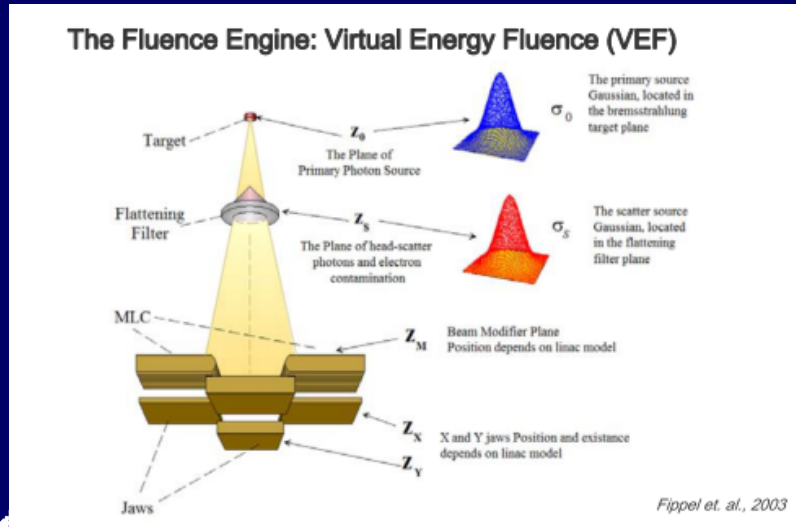 The Fluence Engine: Virtual Energy Fluence (VEF)
Target
Z₀
The Plane of
Primary Photon Source
σ₀
The primary source
Gaussian, located in
the bremsstrahlung
target plane
Flattening
Filter
Zs
The Plane of head-scatter
photons and electron
contamination
σs
The scatter source
Gaussian, located
in the flattening
filter plane
MLC
ZM
Beam Modifier Plane
Position depends on linac model
ZX
X and Y jaws Position and existance
depends on linac model
ZY
Jaws
Fippel et. al., 2003